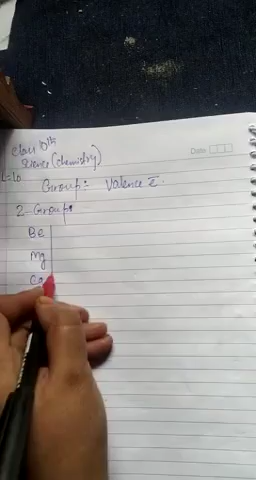 Class 10th
Science (Chemistry)
L=10
Group:- Valence e⁻
Date
2 Group:
Be
Mg
Ca